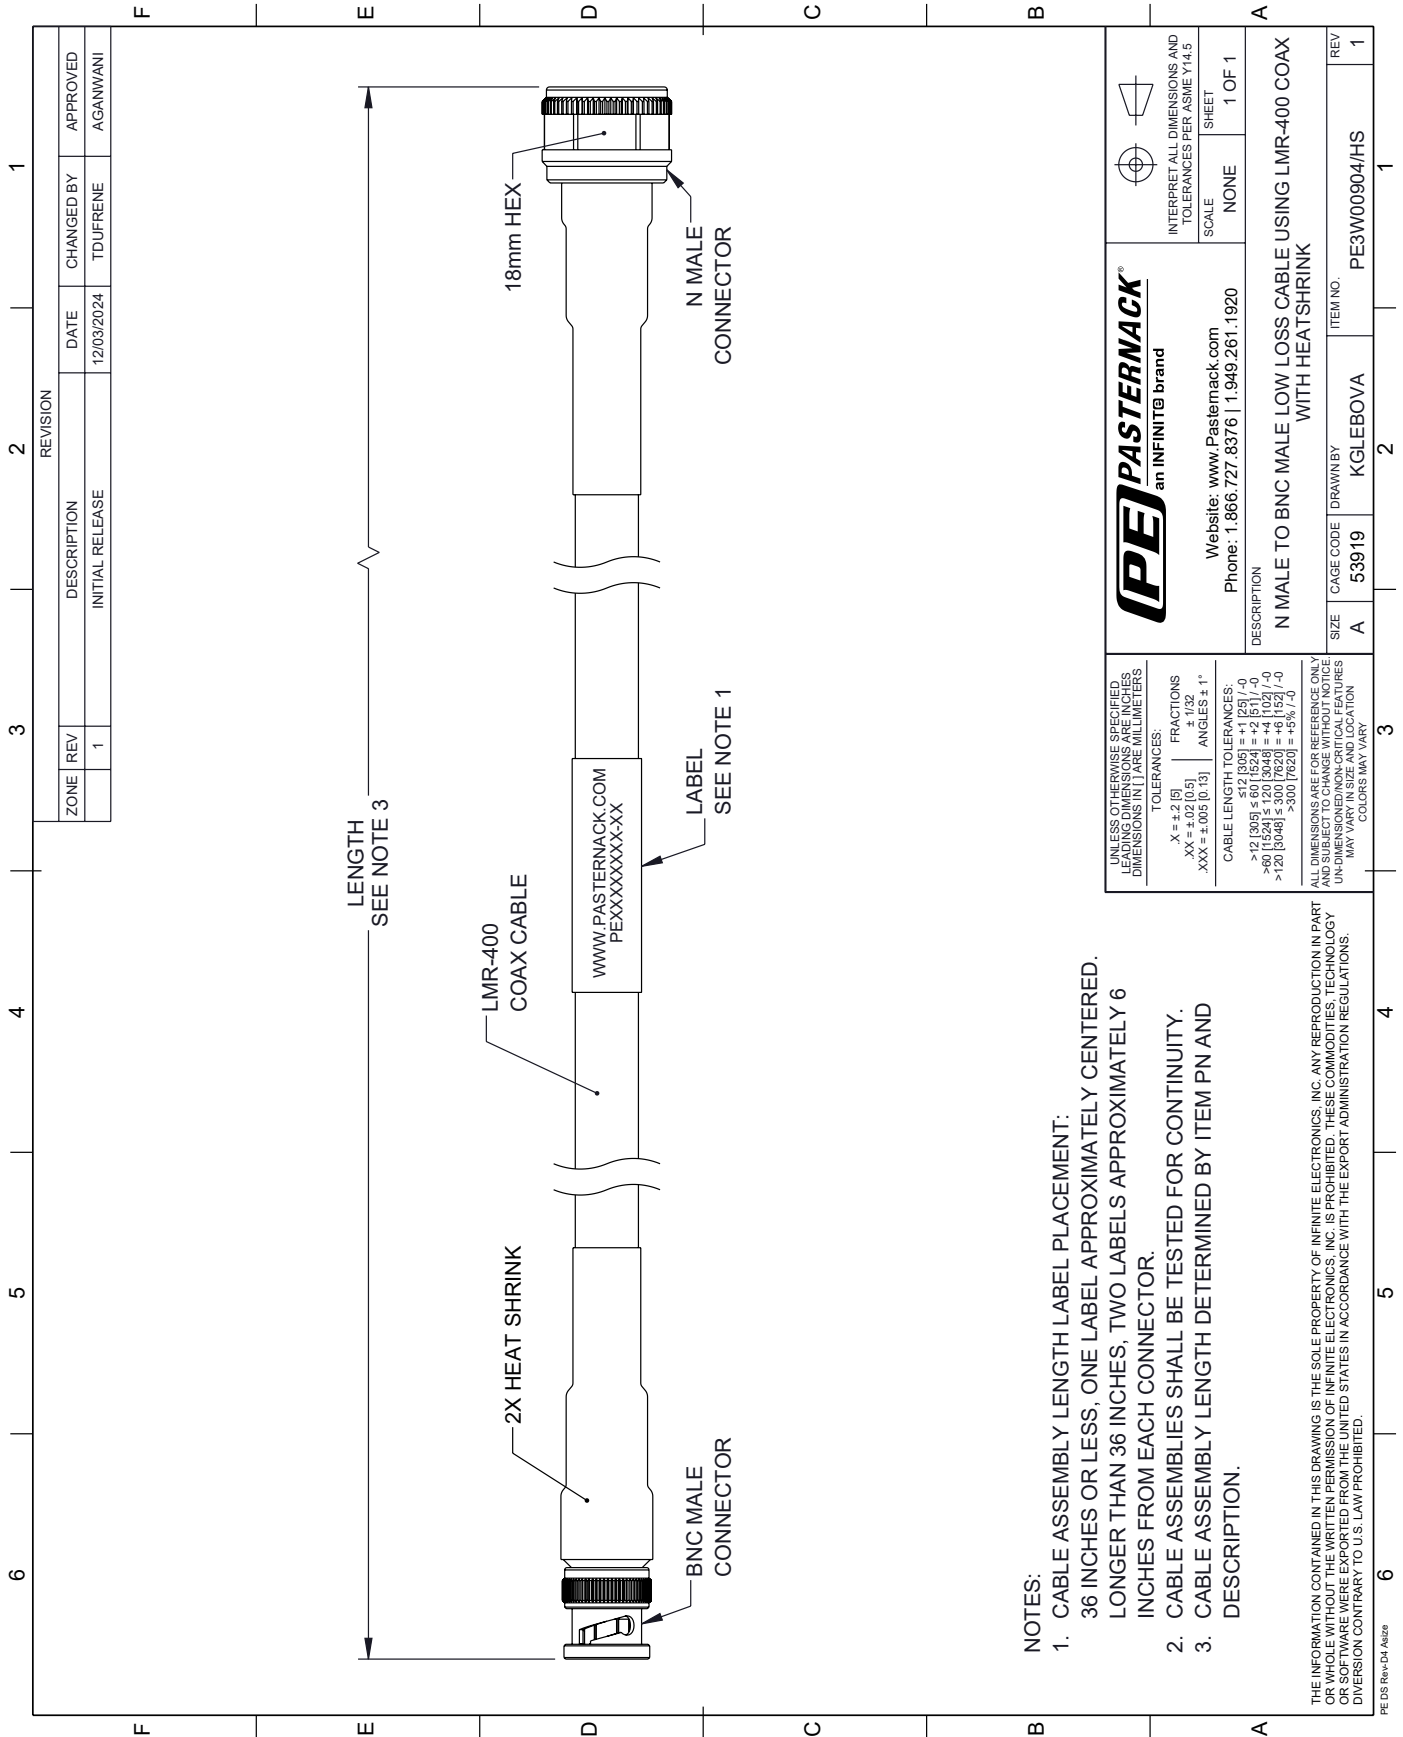 6 5 4 3 2 1
F
E
D
C
B
A
F
E
D
C
B
A
REVISION
ZONE REV DESCRIPTION DATE CHANGED BY APPROVED
1 INITIAL RELEASE 12/03/2024 TDUFRENE AGANWANI
LENGTH
SEE NOTE 3
LMR-400
COAX CABLE
2X HEAT SHRINK
18mm HEX
WWW.PASTERNACK.COM
PEXXXXXXXX-XX
BNC MALE
CONNECTOR
LABEL
SEE NOTE 1
N MALE
CONNECTOR
NOTES:
1. CABLE ASSEMBLY LENGTH LABEL PLACEMENT:
36 INCHES OR LESS, ONE LABEL APPROXIMATELY CENTERED.
LONGER THAN 36 INCHES, TWO LABELS APPROXIMATELY 6
INCHES FROM EACH CONNECTOR.
2. CABLE ASSEMBLIES SHALL BE TESTED FOR CONTINUITY.
3. CABLE ASSEMBLY LENGTH DETERMINED BY ITEM PN AND
DESCRIPTION.
THE INFORMATION CONTAINED IN THIS DRAWING IS THE SOLE PROPERTY OF INFINITE ELECTRONICS, INC. ANY REPRODUCTION IN PART
OR WHOLE WITHOUT THE WRITTEN PERMISSION OF INFINITE ELECTRONICS, INC. IS PROHIBITED. THESE COMMODITIES, TECHNOLOGY
OR SOFTWARE WERE EXPORTED FROM THE UNITED STATES IN ACCORDANCE WITH THE EXPORT ADMINISTRATION REGULATIONS.
DIVERSION CONTRARY TO U.S. LAW PROHIBITED.
UNLESS OTHERWISE SPECIFIED
LEADING DIMENSIONS ARE INCHES
DIMENSIONS IN [ ] ARE MILLIMETERS
TOLERANCES:
.X = ±.2 [5]
.XX = ±.02 [0.5]
.XXX = ±.005 [0.13]
FRACTIONS
± 1/32
ANGLES ± 1°
CABLE LENGTH TOLERANCES:
≤12 [305] = +1 [25] / -0
>12 [305] ≤ 60 [1524] = +2 [51] / -0
>60 [1524] ≤ 120 [3048] = +4 [102] / -0
>120 [3048] ≤ 300 [7620] = +6 [152] / -0
>300 [7620] = +5% / -0
ALL DIMENSIONS ARE FOR REFERENCE ONLY
AND SUBJECT TO CHANGE WITHOUT NOTICE.
UN-DIMENSIONED/NON-CRITICAL FEATURES
MAY VARY IN SIZE AND LOCATION
COLORS MAY VARY
PE PASTERNACK®
an INFINIT@ brand
Website: www.Pasternack.com
Phone: 1.866.727.8376 | 1.949.261.1920
INTERPRET ALL DIMENSIONS AND
TOLERANCES PER ASME Y14.5
SCALE
NONE
SHEET
1 OF 1
DESCRIPTION
N MALE TO BNC MALE LOW LOSS CABLE USING LMR-400 COAX
WITH HEATSHRINK
SIZE
A
CAGE CODE
53919
DRAWN BY
KGLEBOVA
ITEM NO.
PE3W00904/HS
REV
1
6 5 4 3 2 1
PE DS Rev-D4 Asize